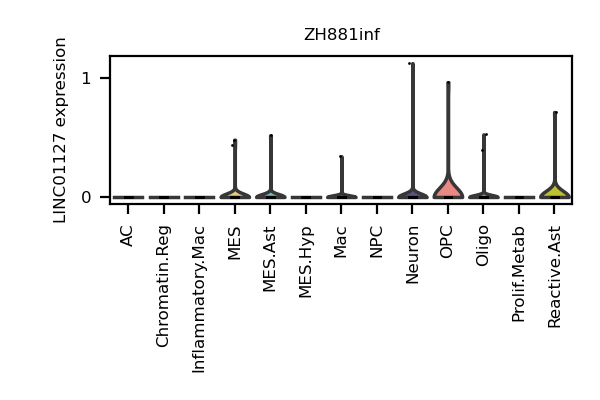 ZH881inf
LINC01127 expression
1
0
AC
Chromatin.Reg
Inflammatory.Mac
MES
MES.Ast
MES.Hyp
Mac
NPC
Neuron
OPC
Oligo
Prolif.Metab
Reactive.Ast